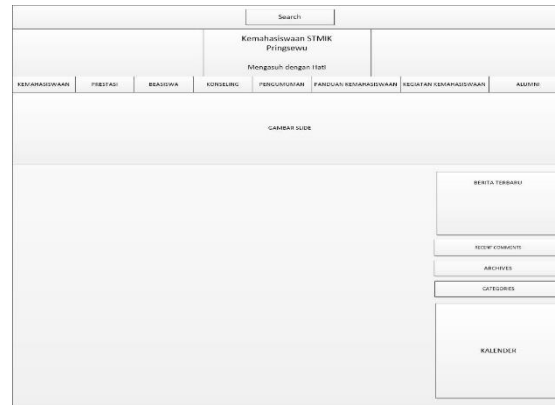 Search
Kemahasiswaan STMIK
Pringsewu
Mengasuh dengan Hati
KEMAHASISWAAN PRESTASI BEASISWA KONSELING PENGUMUMAN PANDUAN KEMAHASISWAAN KEGIATAN KEMAHASISWAAN ALUMNI
GAMBAR SLIDE
BERITA TERBARU
RECENT COMMENTS
ARCHIVES
CATEGORIES
KALENDER